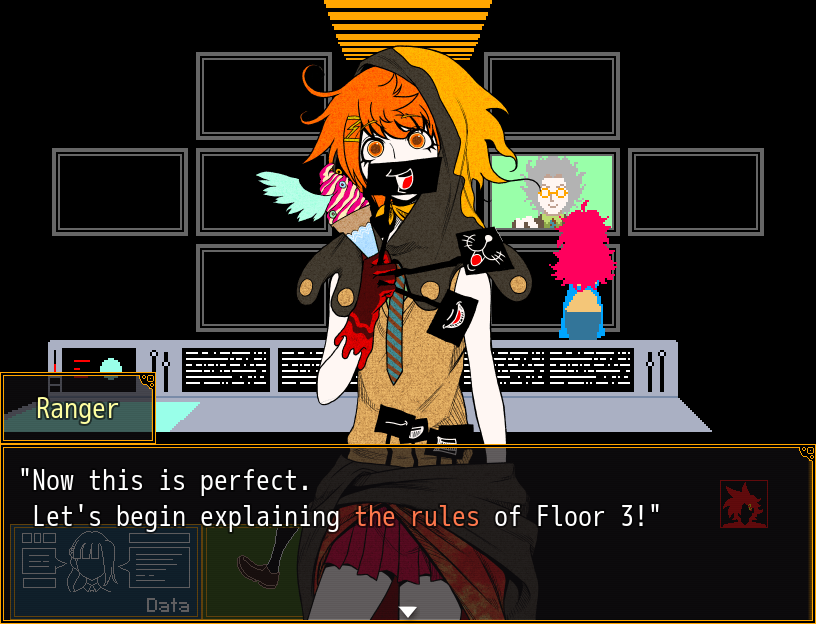 Ranger
"Now this is perfect.
Let's begin explaining the rules of Floor 3!"
Data